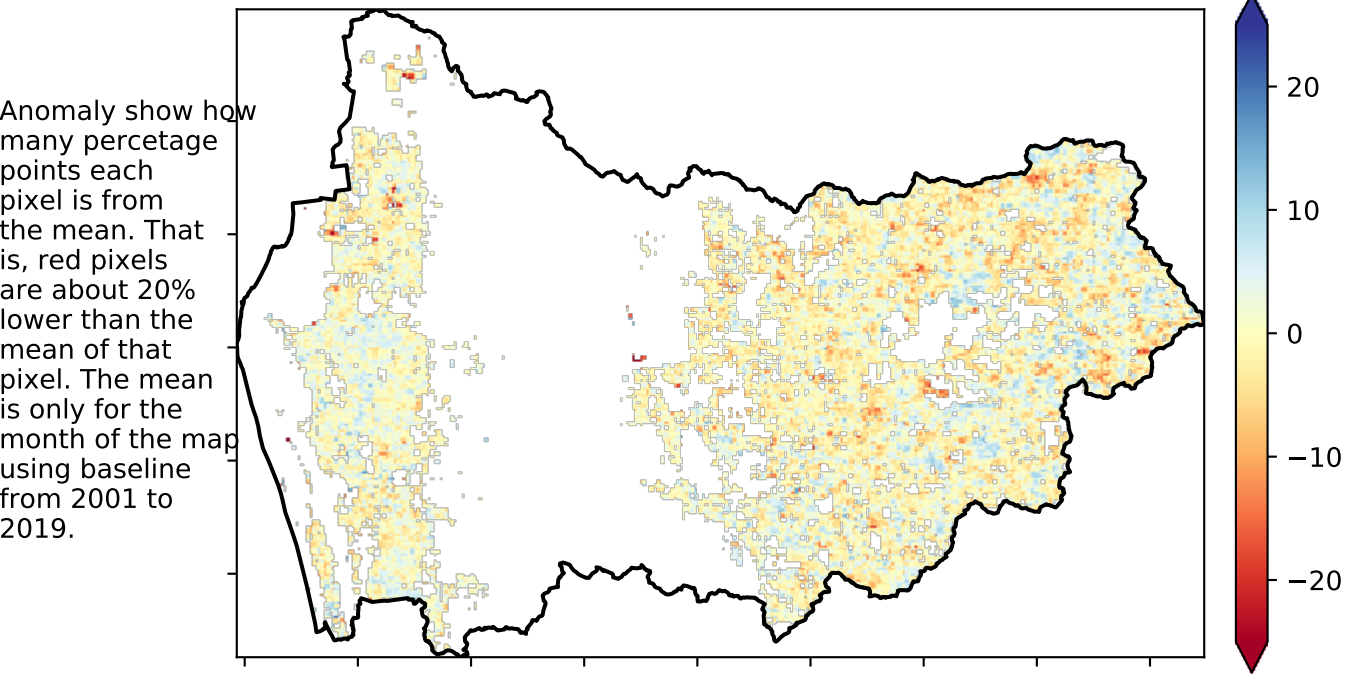 Anomaly show how
many percetage
points each
pixel is from
the mean. That
is, red pixels
are about 20%
lower than the
mean of that
pixel. The mean
is only for the
month of the map
using baseline
from 2001 to
2019.
20
10
0
−10
−20